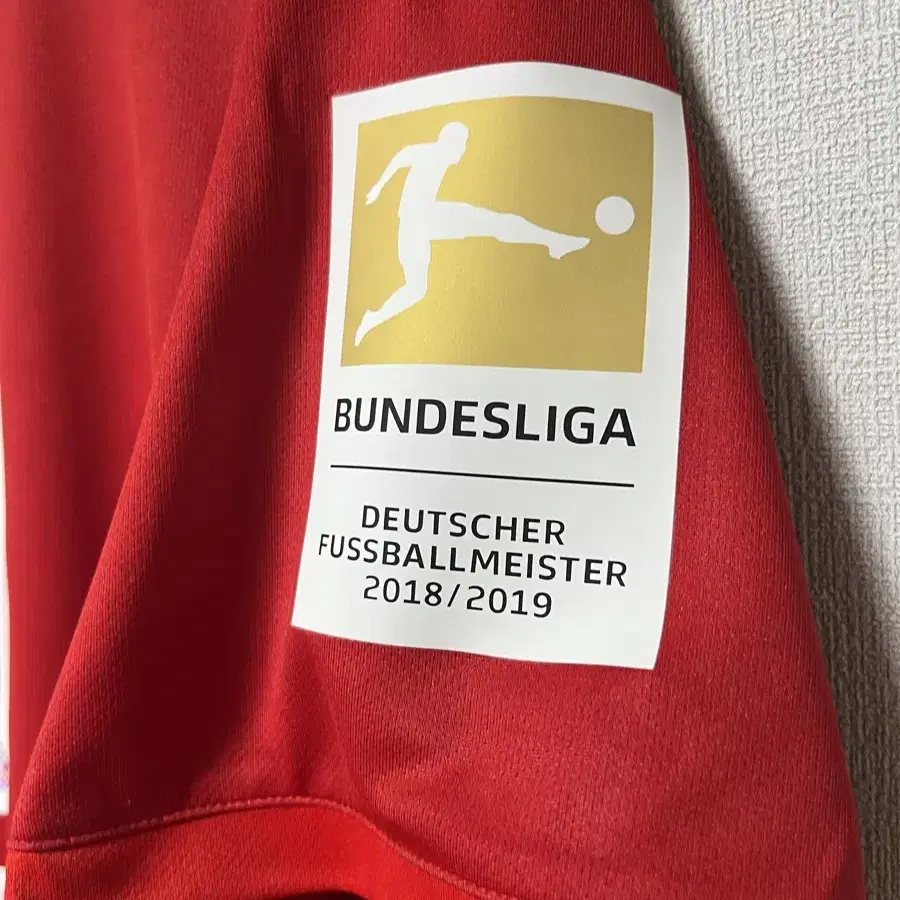 BUNDESLIGA
DEUTSCHER
FUSSBALLMEISTER
2018/2019